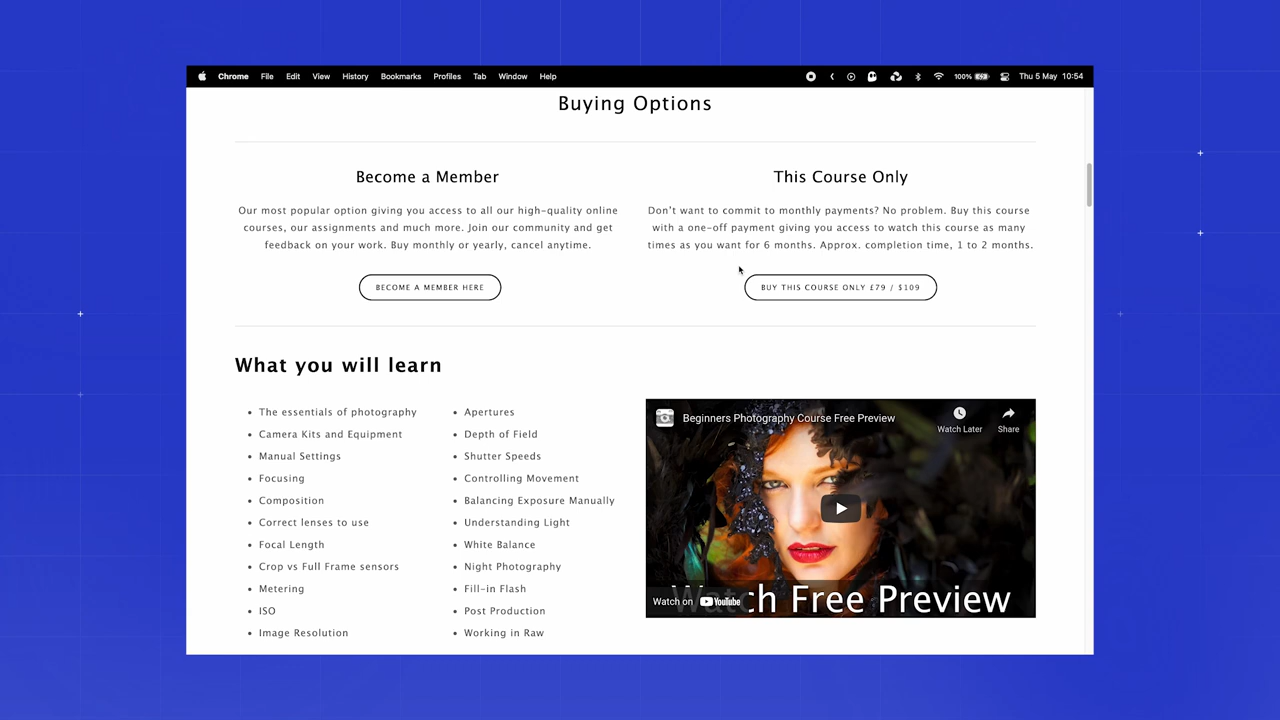 Chrome File Edit View History Bookmarks Profiles Tab Window Help 100% Thu 5 May 10:54
Buying Options
Become a Member
Our most popular option giving you access to all our high-quality online
courses, our assignments and much more. Join our community and get
feedback on your work. Buy monthly or yearly, cancel anytime.
BECOME A MEMBER HERE
This Course Only
Don't want to commit to monthly payments? No problem. Buy this course
with a one-off payment giving you access to watch this course as many
times as you want for 6 months. Approx. completion time, 1 to 2 months.
BUY THIS COURSE ONLY £79 / $109
What you will learn
• The essentials of photography
• Camera Kits and Equipment
• Manual Settings
• Focusing
• Composition
• Correct lenses to use
• Focal Length
• Crop vs Full Frame sensors
• Metering
• ISO
• Image Resolution
• Apertures
• Depth of Field
• Shutter Speeds
• Controlling Movement
• Balancing Exposure Manually
• Understanding Light
• White Balance
• Night Photography
• Fill-in Flash
• Post Production
• Working in Raw
Beginners Photography Course Free Preview
Watch Later
Share
Watch Free Preview
Watch on YouTube